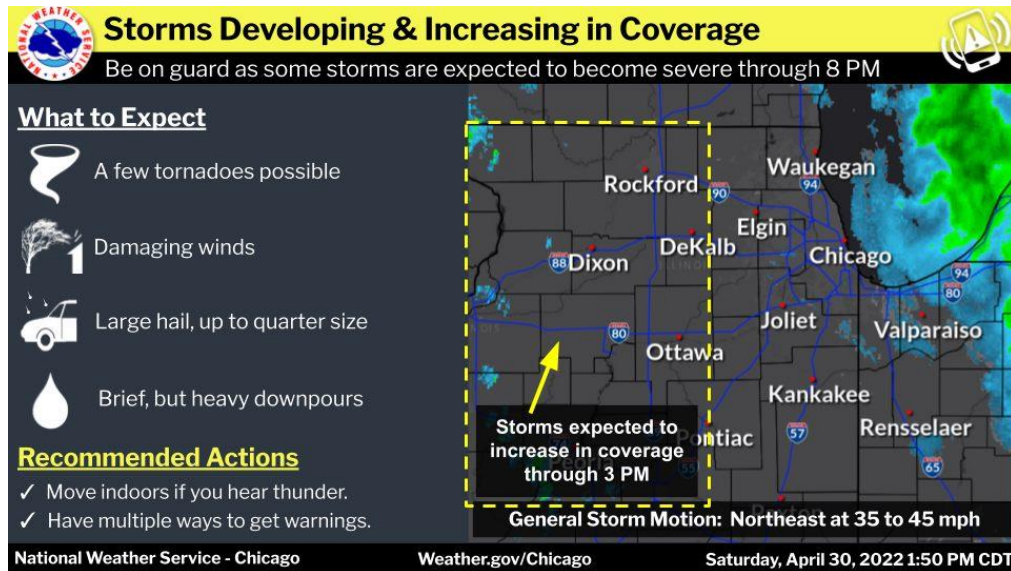 Storms Developing & Increasing in Coverage
Be on guard as some storms are expected to become severe through 8 PM
NATIONAL WEATHER SERVICE
What to Expect
A few tornadoes possible
Damaging winds
Large hail, up to quarter size
Brief, but heavy downpours
Recommended Actions
✓ Move indoors if you hear thunder.
✓ Have multiple ways to get warnings.
Waukegan
Rockford
90
94
Elgin
DeKalb
Chicago
88
Dixon
ILLINOIS
94
80
Joliet
Valparaiso
80
Ottawa
Kankakee
Storms expected to
increase in coverage
through 3 PM
Pontiac
57
Rensselaer
Peoria
55
65
Paxton
General Storm Motion: Northeast at 35 to 45 mph
National Weather Service - Chicago
Weather.gov/Chicago
Saturday, April 30, 2022 1:50 PM CDT